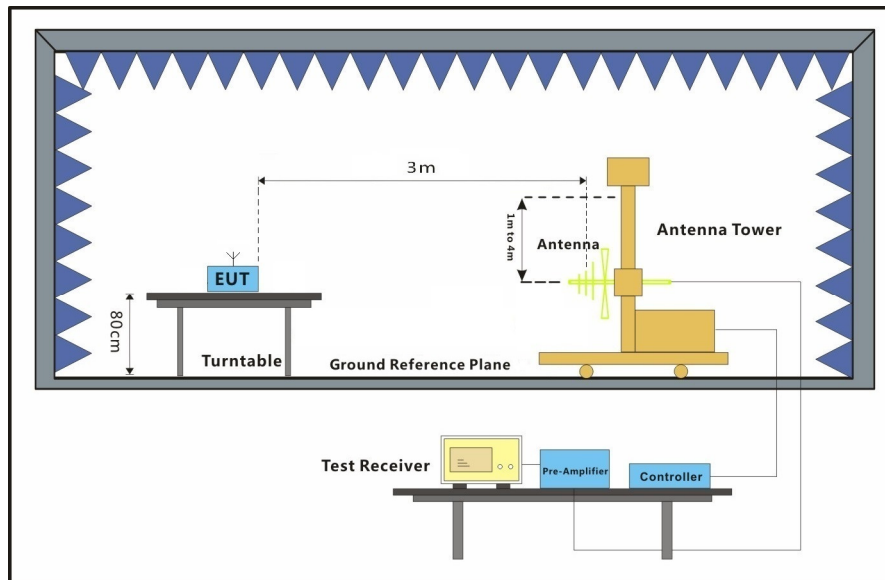 3m
1m to 4m
Antenna
Antenna Tower
EUT
80cm
Turntable
Ground Reference Plane
Test Receiver
Pre-Amplifier
Controller